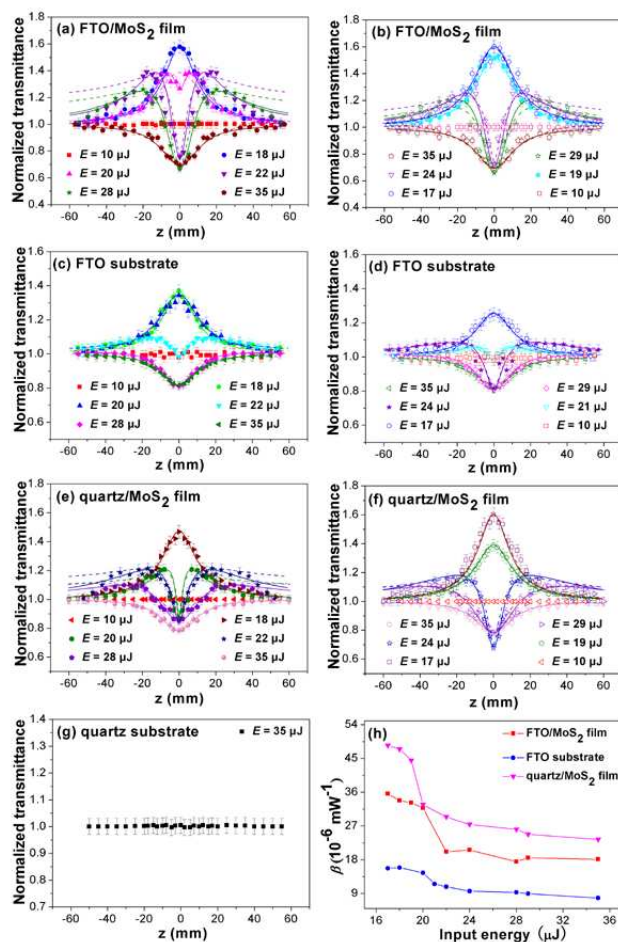 (a) FTO/MoS2 film
1.8
1.6
1.4
1.2
1.0
0.8
0.6
0.4
Normalized transmittance
E = 10 µJ
E = 18 µJ
E = 20 µJ
E = 22 µJ
E = 28 µJ
E = 35 µJ
-60 -40 -20 0 20 40 60
z (mm)
(b) FTO/MoS2 film
1.8
1.6
1.4
1.2
1.0
0.8
0.6
0.4
Normalized transmittance
E = 35 µJ
E = 29 µJ
E = 24 µJ
E = 19 µJ
E = 17 µJ
E = 10 µJ
-60 -40 -20 0 20 40 60
z (mm)
(c) FTO substrate
1.6
1.4
1.2
1.0
0.8
0.6
Normalized transmittance
E = 10 µJ
E = 18 µJ
E = 20 µJ
E = 22 µJ
E = 28 µJ
E = 35 µJ
-60 -40 -20 0 20 40 60
z (mm)
(d) FTO substrate
1.6
1.4
1.2
1.0
0.8
0.6
Normalized transmittance
E = 35 µJ
E = 29 µJ
E = 24 µJ
E = 21 µJ
E = 17 µJ
E = 10 µJ
-60 -40 -20 0 20 40 60
z (mm)
(e) quartz/MoS2 film
1.6
1.4
1.2
1.0
0.8
0.6
Normalized transmittance
E = 10 µJ
E = 18 µJ
E = 20 µJ
E = 22 µJ
E = 28 µJ
E = 35 µJ
-60 -40 -20 0 20 40 60
z (mm)
(f) quartz/MoS2 film
1.6
1.4
1.2
1.0
0.8
0.6
Normalized transmittance
E = 35 µJ
E = 29 µJ
E = 24 µJ
E = 19 µJ
E = 17 µJ
E = 10 µJ
-60 -40 -20 0 20 40 60
z (mm)
(g) quartz substrate
E = 35 µJ
1.4
1.3
1.2
1.1
1.0
0.9
0.8
0.7
Normalized transmittance
-60 -40 -20 0 20 40 60
z (mm)
(h)
FTO/MoS2 film
FTO substrate
quartz/MoS2 film
54
45
36
27
18
9
β (10-6 mW-1)
16 20 24 28 32 36
Input energy (µJ)